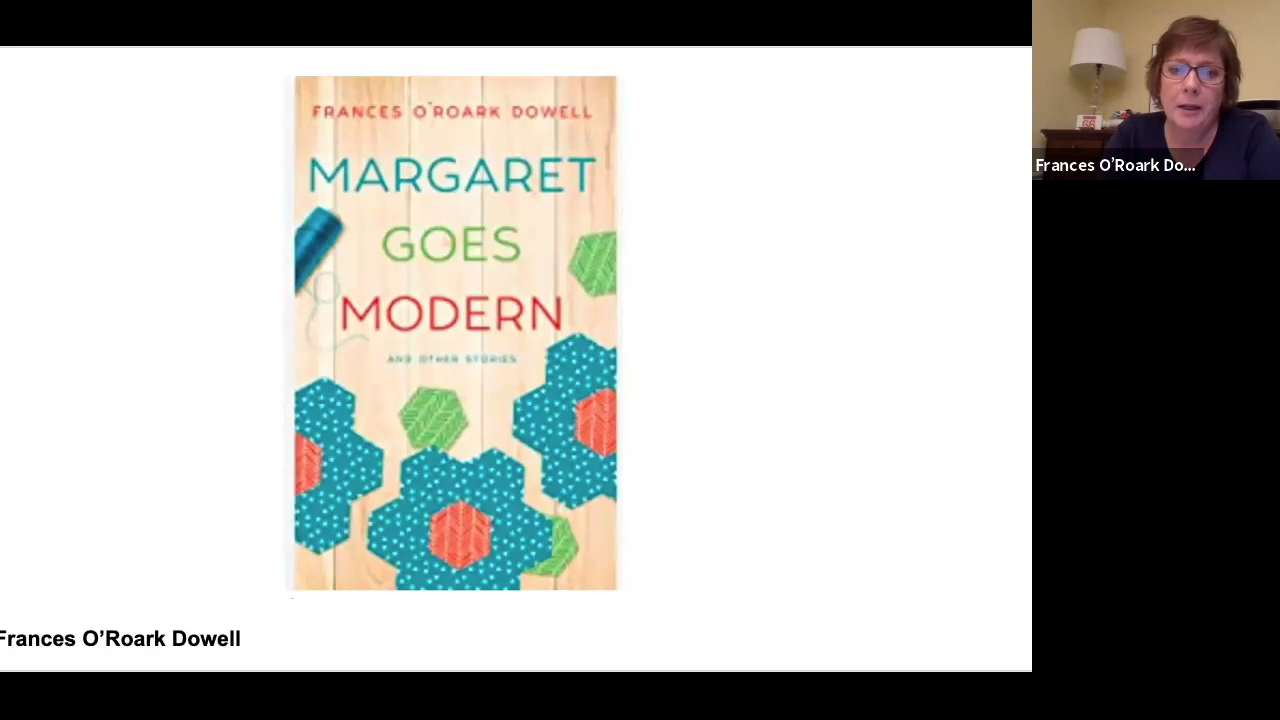 FRANCES O'ROARK DOWELL
MARGARET
GOES
MODERN
AND OTHER STORIES
Frances O’Roark Dowell
Frances O’Roark Do...